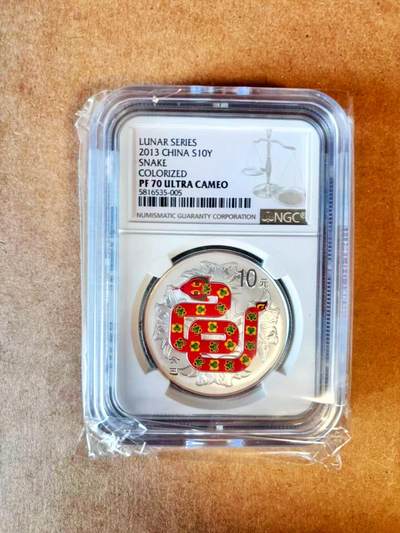 LUNAR SERIES
2013 CHINA S10Y
SNAKE
COLORIZED
PF 70 ULTRA CAMEO
5816535-005
NUMISMATIC GUARANTY CORPORATION
NGC
10元